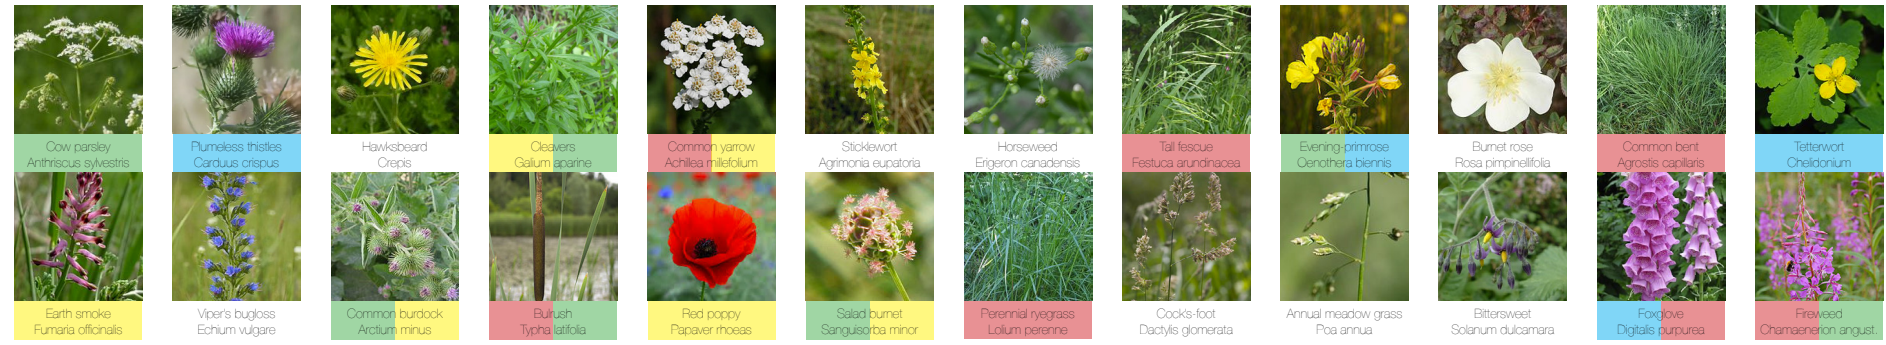 Cow parsley
Anthriscus sylvestris
Plumeless thistles
Carduus crispus
Hawksbeard
Crepis
Cleavers
Galium aparine
Common yarrow
Achillea millefolium
Sticklewort
Agrimonia eupatoria
Horseweed
Erigeron canadensis
Tall fescue
Festuca arundinacea
Evening-primrose
Oenothera biennis
Burnet rose
Rosa pimpinellifolia
Common bent
Agrostis capillaris
Tetterwort
Chelidonium
Earth smoke
Fumaria officinalis
Viper's bugloss
Echium vulgare
Common burdock
Arctium minus
Bulrush
Typha latifolia
Red poppy
Papaver rhoeas
Salad burnet
Sanguisorba minor
Perennial ryegrass
Lolium perenne
Cock's-foot
Dactylis glomerata
Annual meadow grass
Poa annua
Bittersweet
Solanum dulcamara
Foxglove
Digitalis purpurea
Fireweed
Chamaenerion angust.